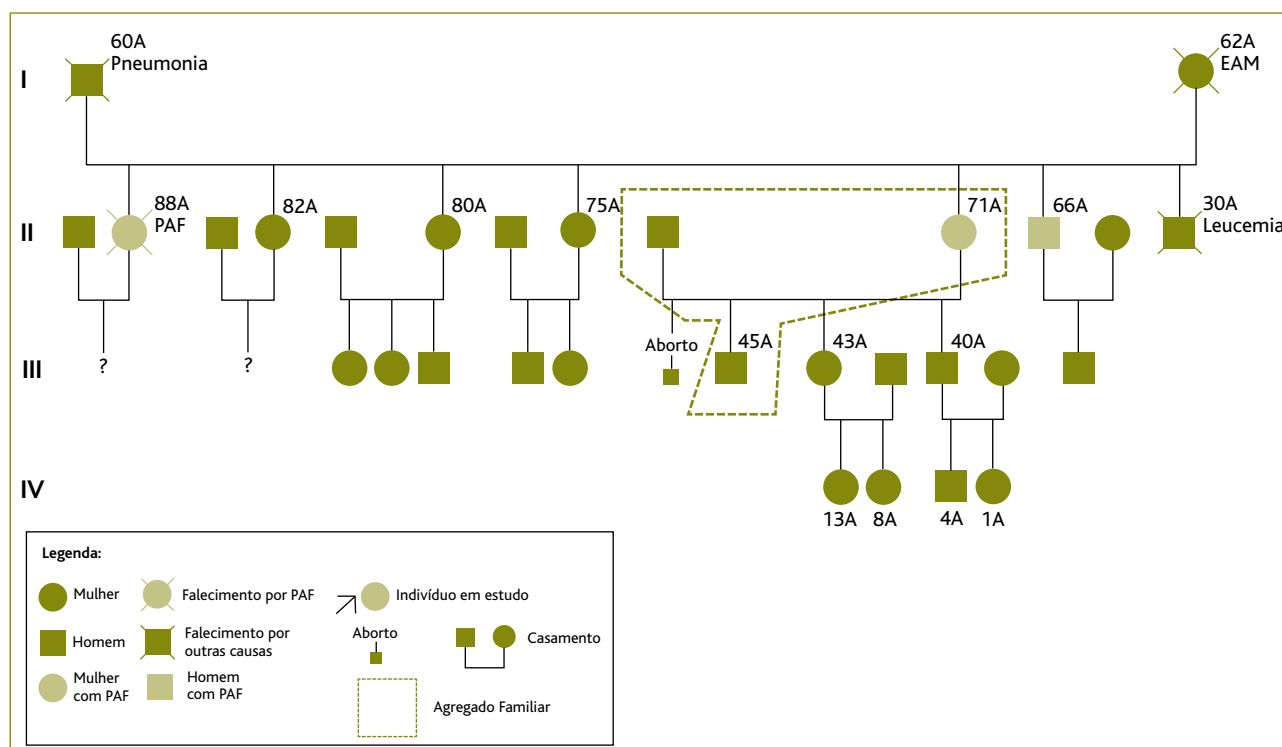 60A
Pneumonia
62A
EAM
I
88A
PAF
82A
80A
75A
71A
66A
30A
Leucemia
II
Aborto
45A
43A
40A
?
?
III
IV
13A
8A
4A
1A
Legenda:
Mulher
Falecimento por PAF
Indivíduo em estudo
Homem
Falecimento por
outras causas
Aborto
Casamento
Mulher
com PAF
Homem
com PAF
Agregado Familiar